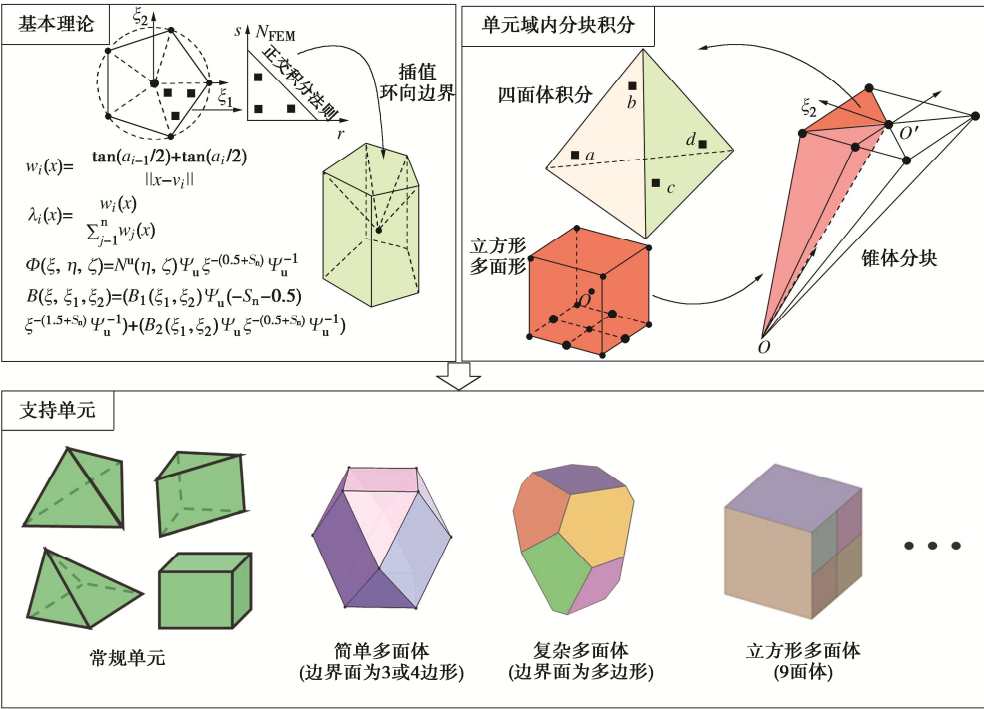 基本理论
ξ2
ξ1
s
NFEM
正交积分法则
r
插值
环向边界
wi(x)= tan(ai−1/2)+tan(ai/2) / ||x−vi||
λi(x)= wi(x) / ∑ⁿj−1 wj(x)
Φ(ξ, η, ζ)=Nᵘ(η, ζ)Ψu ξ^−(0.5+Sn) Ψu^−1
B(ξ, ξ1, ξ2)=(B1(ξ1, ξ2)Ψu(−Sn−0.5)
ξ^−(1.5+Sn) Ψu^−1)+(B2(ξ1, ξ2)Ψu ξ^−(0.5+Sn) Ψu^−1)
单元域内分块积分
四面体积分
a
b
c
d
立方形
多面形
O
ξ2
O′
锥体分块
O
支持单元
常规单元
简单多面体
(边界面为3或4边形)
复杂多面体
(边界面为多边形)
立方形多面体
(9面体)